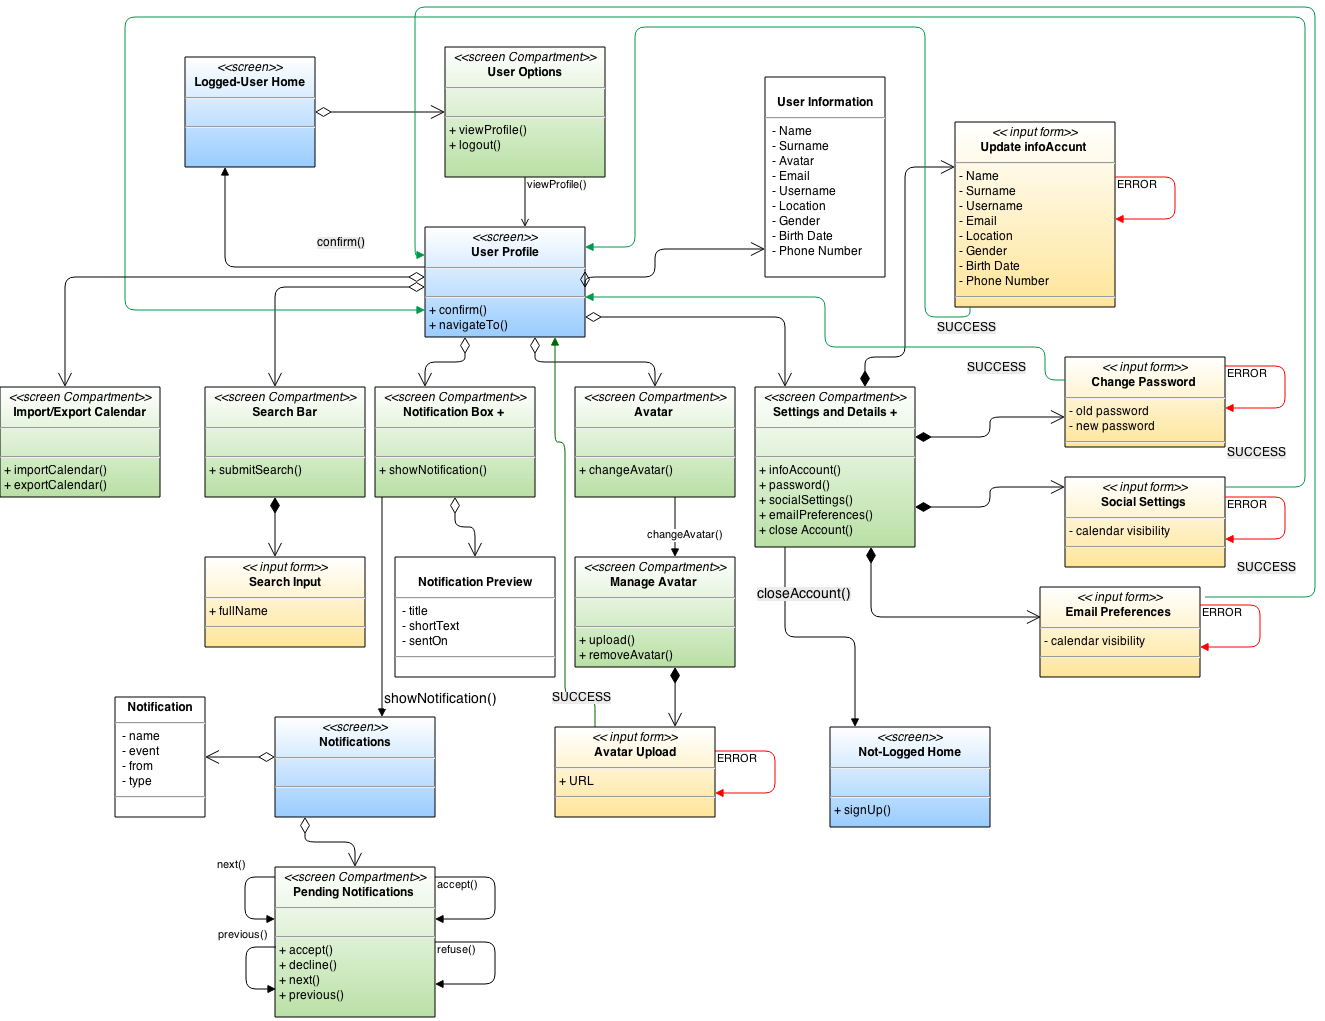 <<screen>>
Logged-User Home
<<screen Compartment>>
User Options
+ viewProfile()
+ logout()
viewProfile()
User Information
- Name
- Surname
- Avatar
- Email
- Username
- Location
- Gender
- Birth Date
- Phone Number
<< input form>>
Update infoAccunt
- Name
- Surname
- Username
- Email
- Location
- Gender
- Birth Date
- Phone Number
ERROR
SUCCESS
confirm()
<<screen>>
User Profile
+ confirm()
+ navigateTo()
<<screen Compartment>>
Import/Export Calendar
+ importCalendar()
+ exportCalendar()
<<screen Compartment>>
Search Bar
+ submitSearch()
<<screen Compartment>>
Notification Box +
+ showNotification()
<<screen Compartment>>
Avatar
+ changeAvatar()
<<screen Compartment>>
Settings and Details +
+ infoAccount()
+ password()
+ socialSettings()
+ emailPreferences()
+ close Account()
SUCCESS
<< input form>>
Change Password
- old password
- new password
ERROR
SUCCESS
<< input form>>
Social Settings
- calendar visibility
ERROR
SUCCESS
<< input form>>
Email Preferences
- calendar visibility
ERROR
<< input form>>
Search Input
+ fullName
Notification Preview
- title
- shortText
- sentOn
changeAvatar()
<<screen Compartment>>
Manage Avatar
+ upload()
+ removeAvatar()
closeAccount()
showNotification()
SUCCESS
Notification
- name
- event
- from
- type
<<screen>>
Notifications
<< input form>>
Avatar Upload
+ URL
ERROR
<<screen>>
Not-Logged Home
+ signUp()
next()
previous()
<<screen Compartment>>
Pending Notifications
+ accept()
+ decline()
+ next()
+ previous()
accept()
refuse()